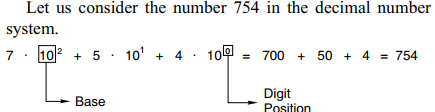 Let us consider the number 754 in the decimal number
system.
7 · 10² + 5 · 10¹ + 4 · 10⁰ = 700 + 50 + 4 = 754
Base
Digit
Position